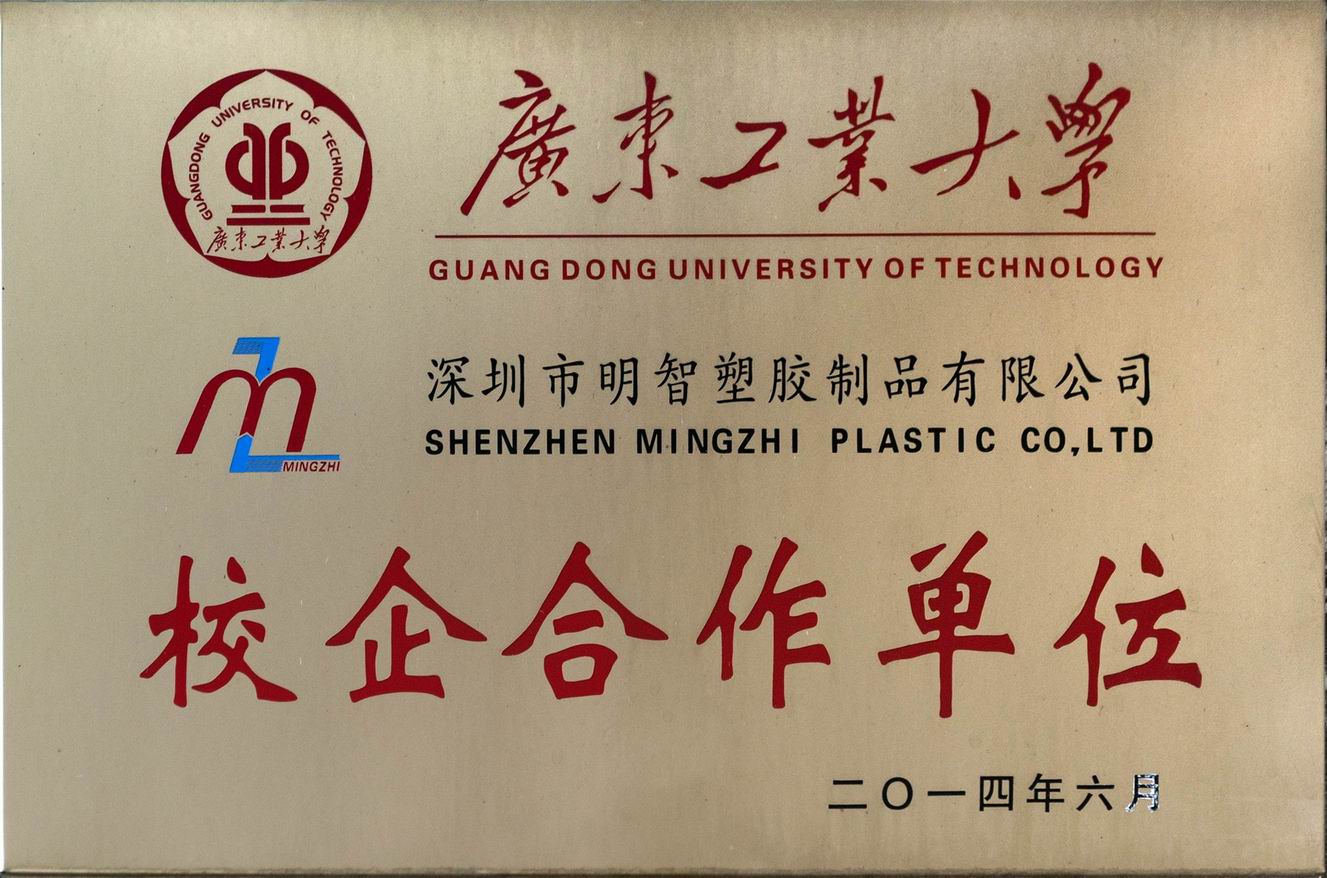 GUANGDONG UNIVERSITY OF TECHNOLOGY
廣東工業大學
廣東工業大學
GUANG DONG UNIVERSITY OF TECHNOLOGY
MINGZHI
深圳市明智塑胶制品有限公司
SHENZHEN MINGZHI PLASTIC CO,LTD
校企合作单位
二〇一四年六月